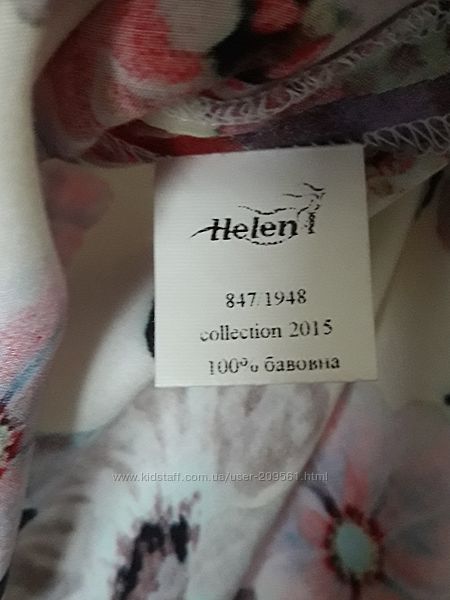 Helen
847/1948
collection 2015
100% бавовна
www.kidstaff.com.ua/user-209561.html